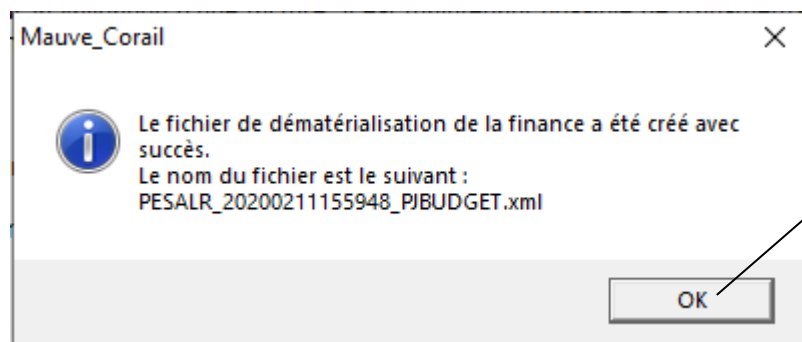 Mauve_Corail
Le fichier de dématérialisation de la finance a été créé avec
succès.
Le nom du fichier est le suivant :
PESALR_20200211155948_PJBUDGET.xml
OK